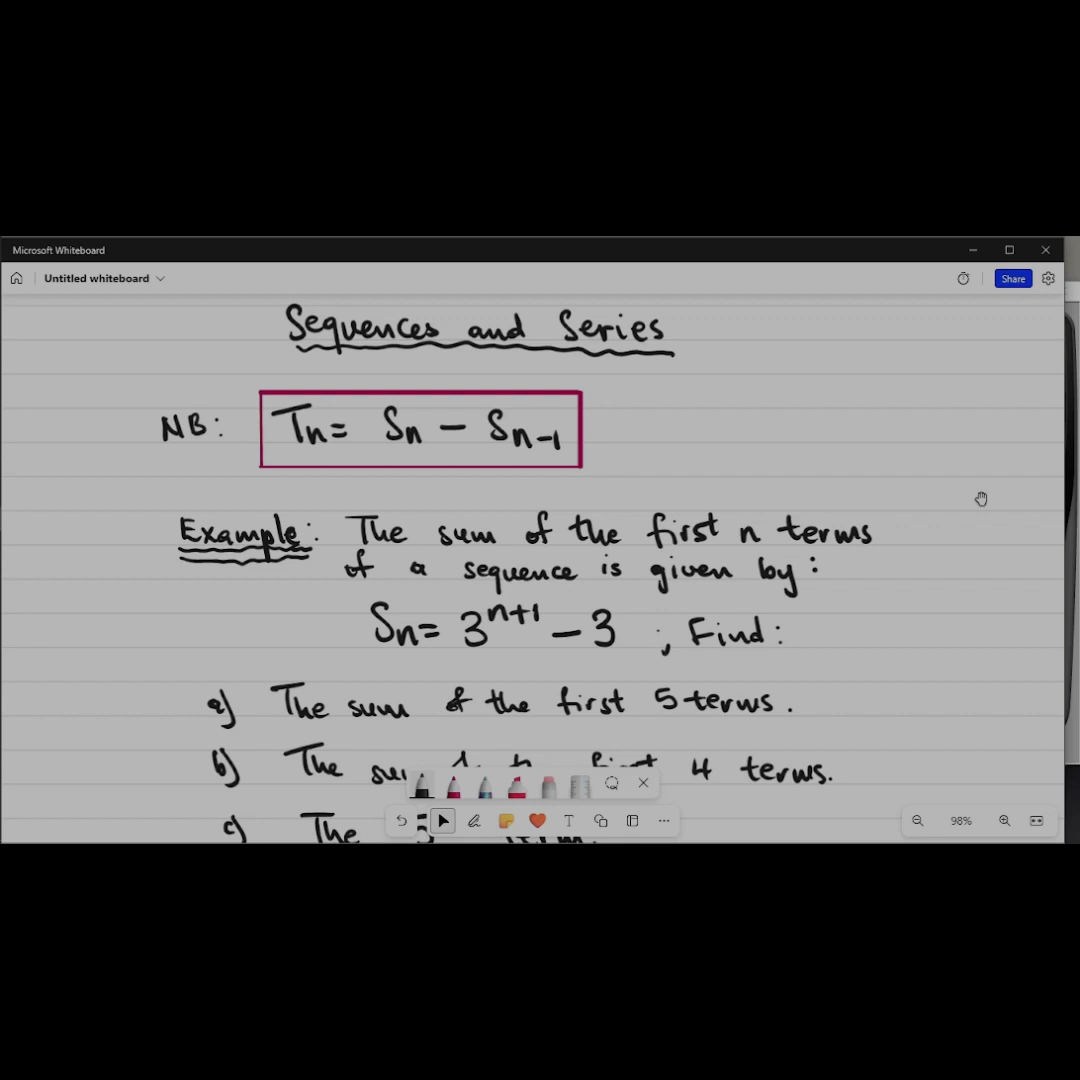 Microsoft Whiteboard
Untitled whiteboard
Share
Sequences and Series
NB: Tn= Sn - Sn-1
Example: The sum of the first n terms
of a sequence is given by:
Sn= 3^n+1 - 3 ; Find:
a) The sum of the first 5 terms.
b) The 4 terms.
c) The
98%